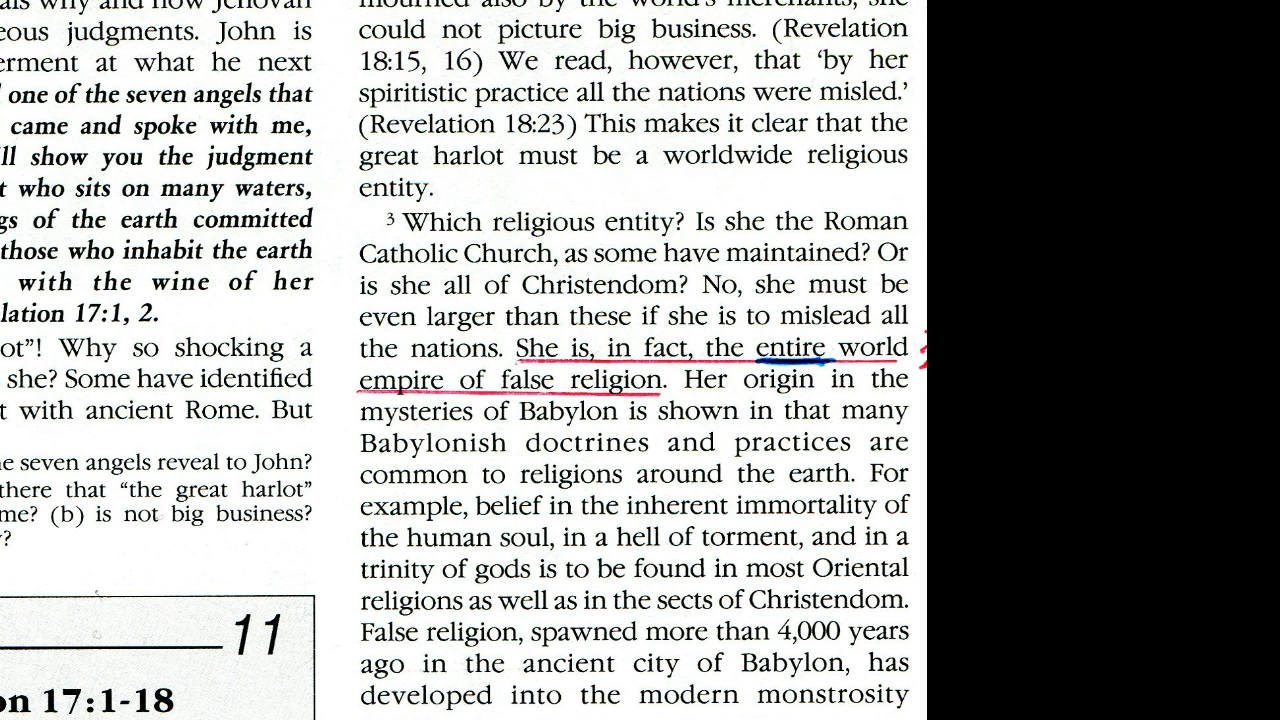 als why and how Jehovah
eous judgments. John is
erment at what he next
one of the seven angels that
came and spoke with me,
ll show you the judgment
t who sits on many waters,
gs of the earth committed
those who inhabit the earth
with the wine of her
lation 17:1, 2.
ot”! Why so shocking a
she? Some have identified
t with ancient Rome. But
e seven angels reveal to John?
there that “the great harlot”
me? (b) is not big business?
?
11
on 17:1-18
mourned also by the world's merchants, she
could not picture big business. (Revelation
18:15, 16) We read, however, that ‘by her
spiritistic practice all the nations were misled.’
(Revelation 18:23) This makes it clear that the
great harlot must be a worldwide religious
entity.
3 Which religious entity? Is she the Roman
Catholic Church, as some have maintained? Or
is she all of Christendom? No, she must be
even larger than these if she is to mislead all
the nations. She is, in fact, the entire world
empire of false religion. Her origin in the
mysteries of Babylon is shown in that many
Babylonish doctrines and practices are
common to religions around the earth. For
example, belief in the inherent immortality of
the human soul, in a hell of torment, and in a
trinity of gods is to be found in most Oriental
religions as well as in the sects of Christendom.
False religion, spawned more than 4,000 years
ago in the ancient city of Babylon, has
developed into the modern monstrosity